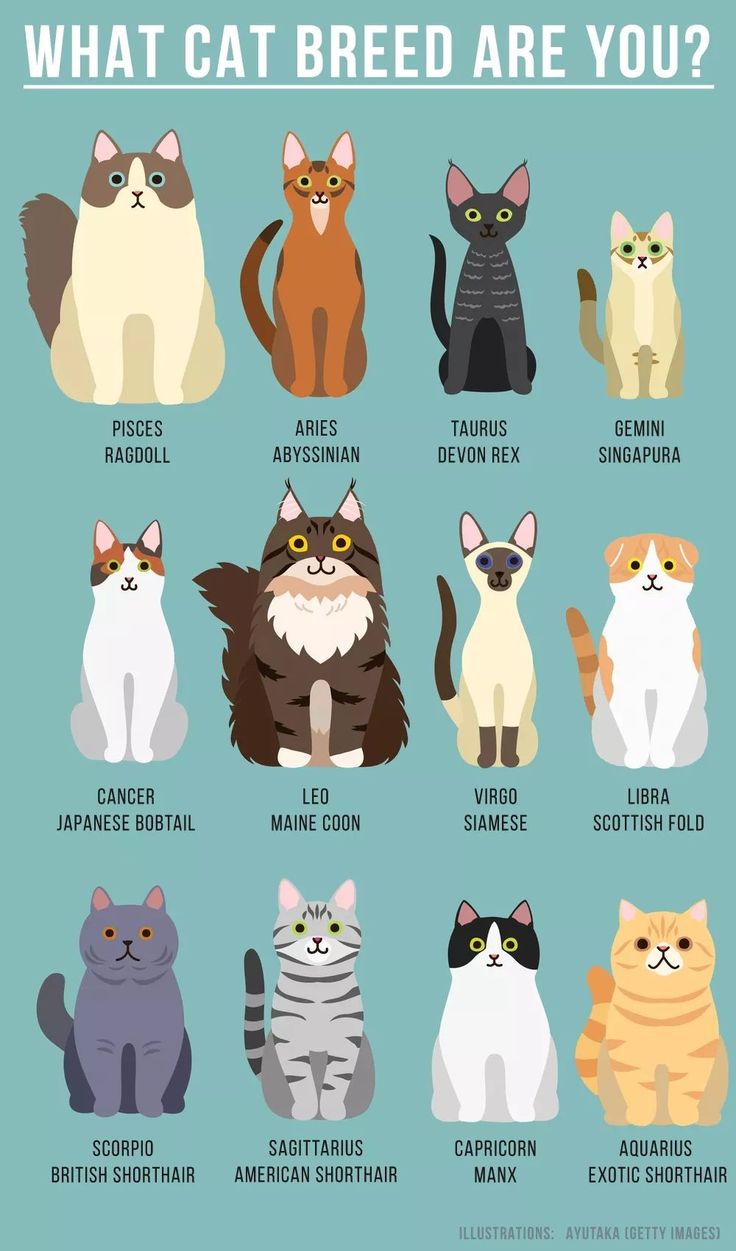 WHAT CAT BREED ARE YOU?
PISCES
RAGDOLL
ARIES
ABYSSINIAN
TAURUS
DEVON REX
GEMINI
SINGAPURA
CANCER
JAPANESE BOBTAIL
LEO
MAINE COON
VIRGO
SIAMESE
LIBRA
SCOTTISH FOLD
SCORPIO
BRITISH SHORTHAIR
SAGITTARIUS
AMERICAN SHORTHAIR
CAPRICORN
MANX
AQUARIUS
EXOTIC SHORTHAIR
ILLUSTRATIONS: AYUTAKA (GETTY IMAGES)